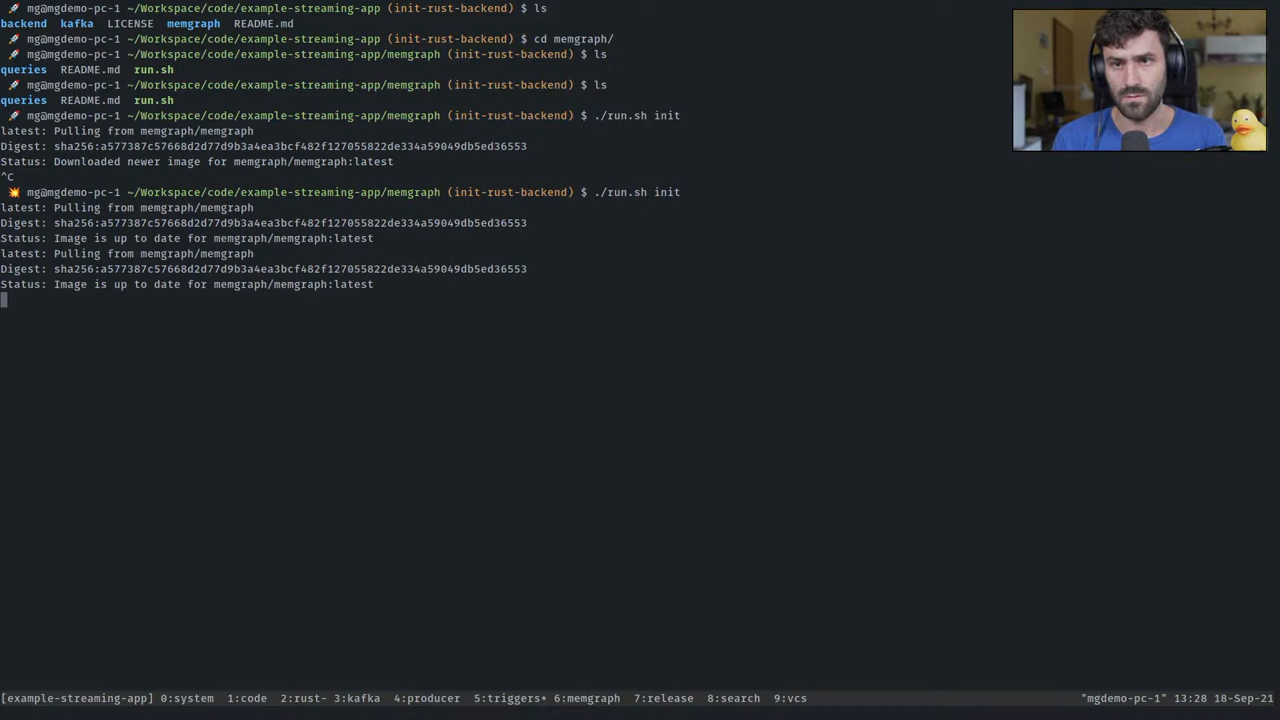 🚀 mg@mgdemo-pc-1 ~/Workspace/code/example-streaming-app (init-rust-backend) $ ls
backend kafka LICENSE memgraph README.md
🚀 mg@mgdemo-pc-1 ~/Workspace/code/example-streaming-app (init-rust-backend) $ cd memgraph/
🚀 mg@mgdemo-pc-1 ~/Workspace/code/example-streaming-app/memgraph (init-rust-backend) $ ls
queries README.md run.sh
🚀 mg@mgdemo-pc-1 ~/Workspace/code/example-streaming-app/memgraph (init-rust-backend) $ ls
queries README.md run.sh
🚀 mg@mgdemo-pc-1 ~/Workspace/code/example-streaming-app/memgraph (init-rust-backend) $ ./run.sh init
latest: Pulling from memgraph/memgraph
Digest: sha256:a577387c57668d2d77d9b3a4ea3bcf482f127055822de334a59049db5ed36553
Status: Downloaded newer image for memgraph/memgraph:latest
^C
💥 mg@mgdemo-pc-1 ~/Workspace/code/example-streaming-app/memgraph (init-rust-backend) $ ./run.sh init
latest: Pulling from memgraph/memgraph
Digest: sha256:a577387c57668d2d77d9b3a4ea3bcf482f127055822de334a59049db5ed36553
Status: Image is up to date for memgraph/memgraph:latest
latest: Pulling from memgraph/memgraph
Digest: sha256:a577387c57668d2d77d9b3a4ea3bcf482f127055822de334a59049db5ed36553
Status: Image is up to date for memgraph/memgraph:latest
[example-streaming-app] 0:system 1:code 2:rust- 3:kafka 4:producer 5:triggers* 6:memgraph 7:release 8:search 9:vcs "mgdemo-pc-1" 13:28 18-Sep-21